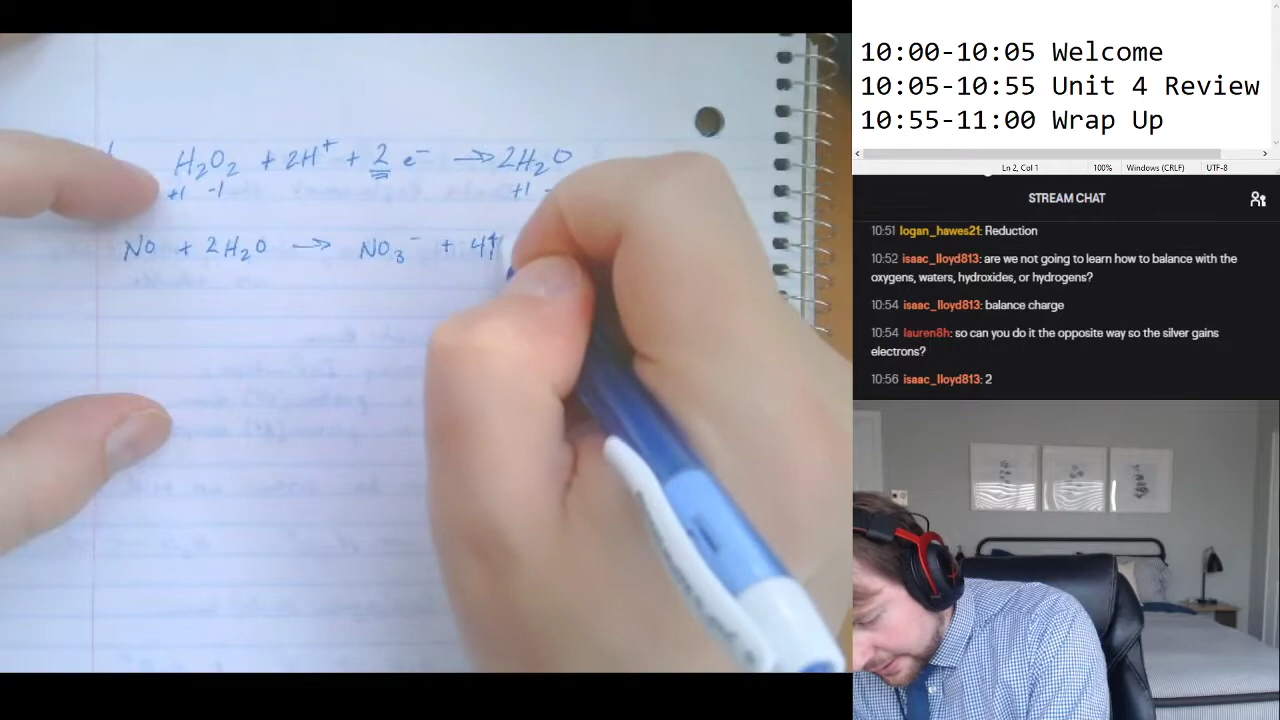 H₂O₂ + 2H⁺ + 2 e⁻ → 2H₂O
+1 -1 +1
NO + 2H₂O → NO₃⁻ + 4
10:00-10:05 Welcome
10:05-10:55 Unit 4 Review
10:55-11:00 Wrap Up
Ln 2, Col 1 100% Windows (CRLF) UTF-8
STREAM CHAT
10:51 logan_hawes21: Reduction
10:52 isaac_lloyd813: are we not going to learn how to balance with the
oxygens, waters, hydroxides, or hydrogens?
10:54 isaac_lloyd813: balance charge
10:54 lauren8h: so can you do it the opposite way so the silver gains
electrons?
10:56 isaac_lloyd813: 2